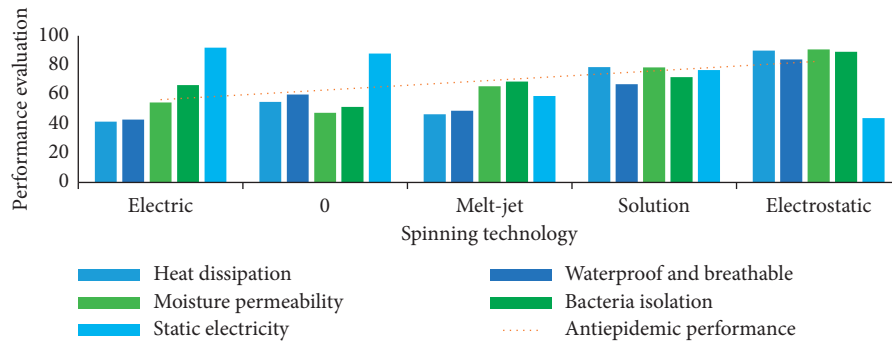 Performance evaluation
100
80
60
40
20
0
Electric
0
Melt-jet
Solution
Electrostatic
Spinning technology
Heat dissipation
Waterproof and breathable
Moisture permeability
Bacteria isolation
Static electricity
Antiepidemic performance